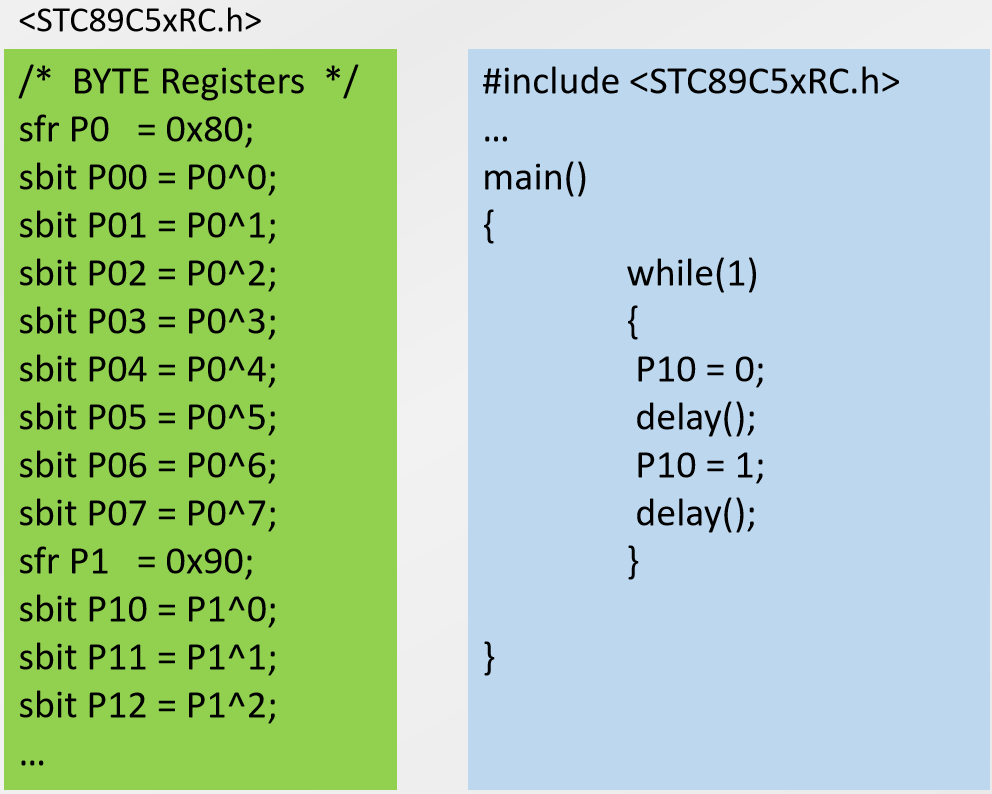 <STC89C5xRC.h>
/*  BYTE Registers  */
sfr P0   = 0x80;
sbit P00 = P0^0;
sbit P01 = P0^1;
sbit P02 = P0^2;
sbit P03 = P0^3;
sbit P04 = P0^4;
sbit P05 = P0^5;
sbit P06 = P0^6;
sbit P07 = P0^7;
sfr P1   = 0x90;
sbit P10 = P1^0;
sbit P11 = P1^1;
sbit P12 = P1^2;
...
#include <STC89C5xRC.h>
...
main()
{
while(1)
{
P10 = 0;
delay();
P10 = 1;
delay();
}
}